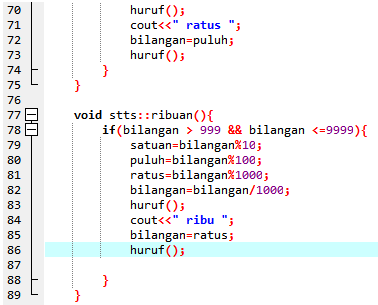 70 huruf();
71 cout<<" ratus ";
72 bilangan=puluh;
73 huruf();
74 }
75 }
76
77 void stts::ribuan(){
78 if(bilangan > 999 && bilangan <=9999){
79 satuan=bilangan%10;
80 puluh=bilangan%100;
81 ratus=bilangan%1000;
82 bilangan=bilangan/1000;
83 huruf();
84 cout<<" ribu ";
85 bilangan=ratus;
86 huruf();
87
88 }
89 }